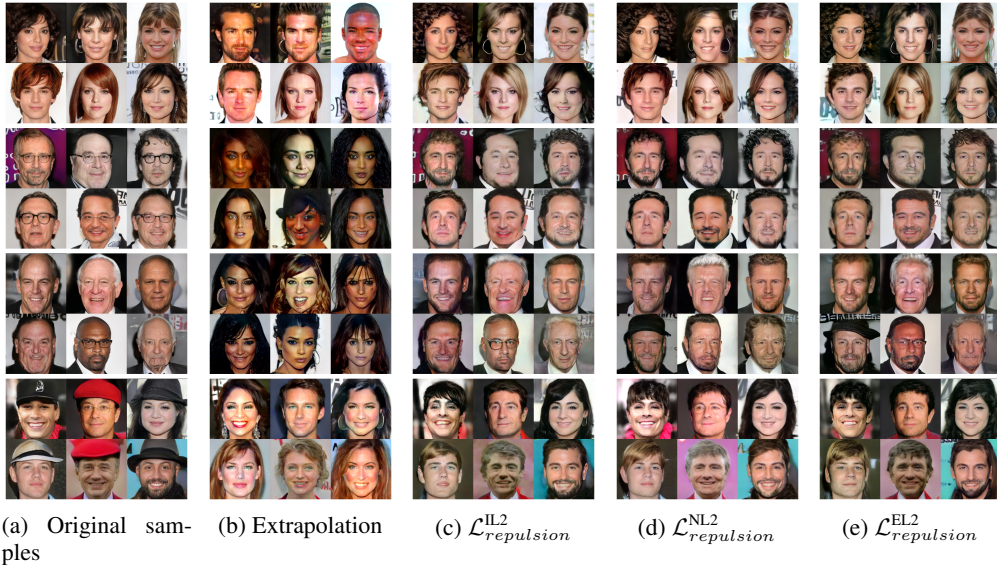 (a) Original sam-
ples
(b) Extrapolation
(c) $\mathcal{L}_{repulsion}^{\text{IL2}}$
(d) $\mathcal{L}_{repulsion}^{\text{NL2}}$
(e) $\mathcal{L}_{repulsion}^{\text{EL2}}$